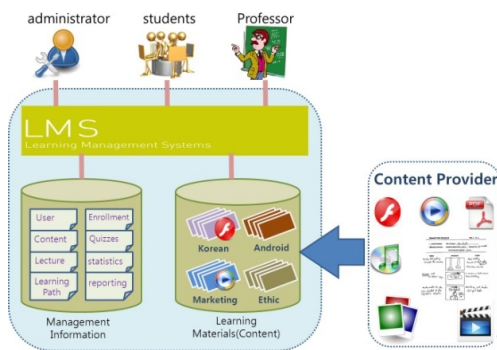 administrator
students
Professor
LMS
Learning Management Systems
User
Enrollment
Content
Quizzes
Lecture
statistics
Learning
Path
reporting
Korean
Android
Marketing
Ethic
Management
Information
Learning
Materials(Content)
Content Provider